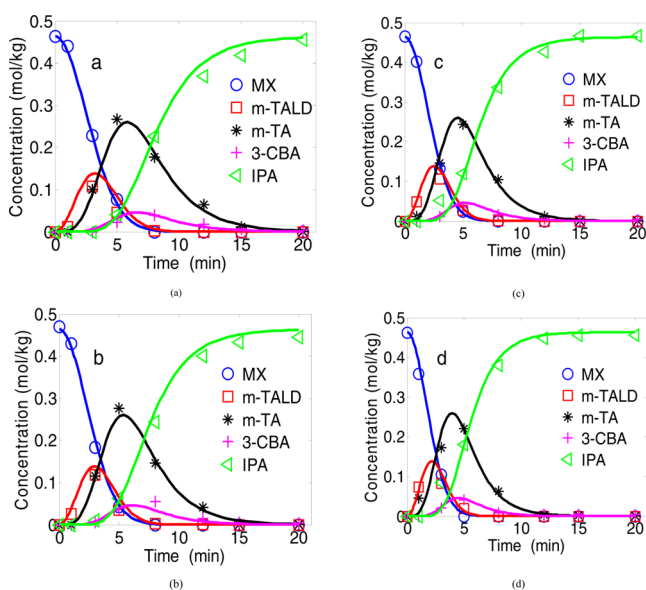 Concentration (mol/kg)
0.5
0.4
0.3
0.2
0.1
0
0 5 10 15 20
Time (min)
a
MX
m-TALD
m-TA
3-CBA
IPA
(a)
Concentration (mol/kg)
0.5
0.4
0.3
0.2
0.1
0
0 5 10 15 20
Time (min)
c
MX
m-TALD
m-TA
3-CBA
IPA
(c)
Concentration (mol/kg)
0.5
0.4
0.3
0.2
0.1
0
0 5 10 15 20
Time (min)
b
MX
m-TALD
m-TA
3-CBA
IPA
(b)
Concentration (mol/kg)
0.5
0.4
0.3
0.2
0.1
0
0 5 10 15 20
Time (min)
d
MX
m-TALD
m-TA
3-CBA
IPA
(d)